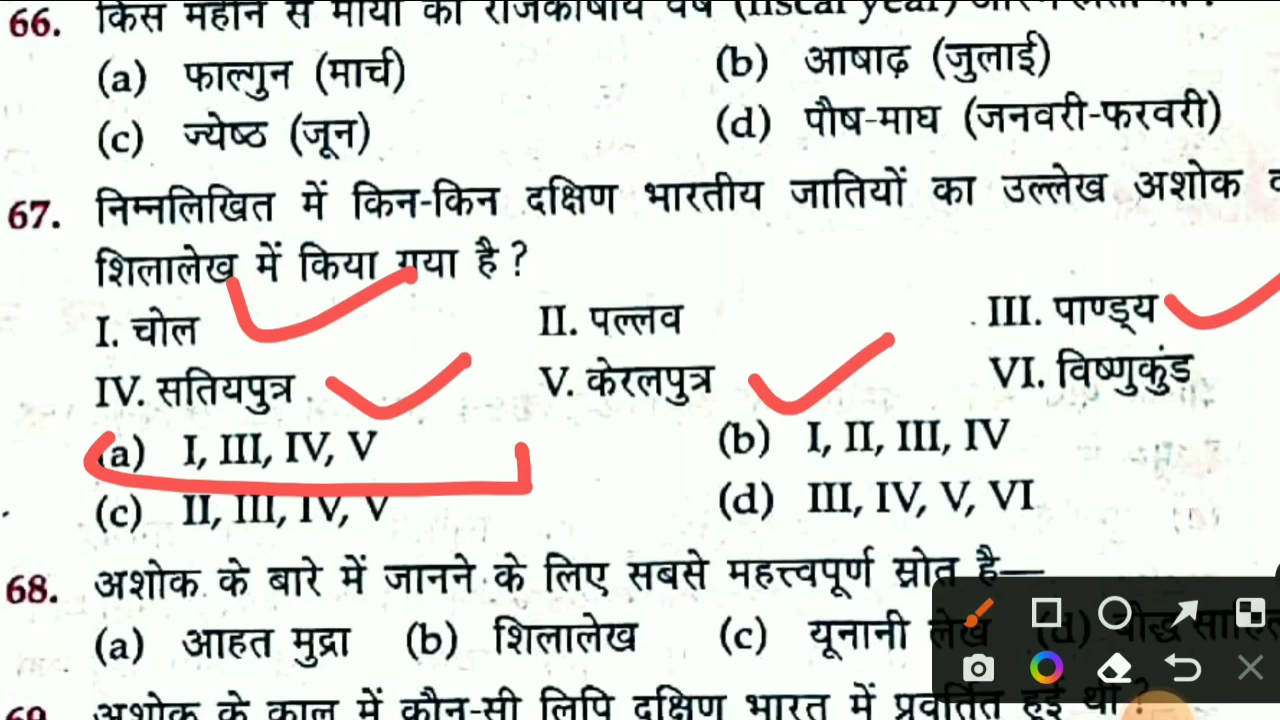 66. किस महीने से मौर्यों का राजकोषीय वर्ष (fiscal year)
(a) फाल्गुन (मार्च) (b) आषाढ़ (जुलाई)
(c) ज्येष्ठ (जून) (d) पौष-माघ (जनवरी-फरवरी)
67. निम्नलिखित में किन-किन दक्षिण भारतीय जातियों का उल्लेख अशोक
शिलालेख में किया गया है ?
I. चोल II. पल्लव III. पाण्ड्य
IV. सतियपुत्र V. केरलपुत्र VI. विष्णुकुंड
(a) I, III, IV, V (b) I, II, III, IV
(c) II, III, IV, V (d) III, IV, V, VI
68. अशोक के बारे में जानने के लिए सबसे महत्त्वपूर्ण स्रोत है—
(a) आहत मुद्रा (b) शिलालेख (c) यूनानी लेख (d)
69. अशोक के काल में कौन-सी लिपि दक्षिण भारत में प्रवर्तित हुई थी ?